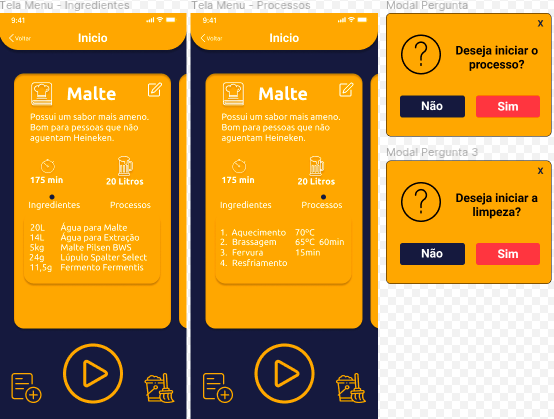 Tela Menu - Ingredientes
9:41
Voltar
Inicio
Malte
Possui um sabor mais ameno.
Bom para pessoas que não
aguentam Heineken.
175 min
20 Litros
Ingredientes
Processos
20L Água para Malte
14L Água para Extração
5kg Malte Pilsen BWS
24g Lúpulo Spalter Select
11,5g Fermento Fermentis
Tela Menu - Processos
9:41
Voltar
Inicio
Malte
Possui um sabor mais ameno.
Bom para pessoas que não
aguentam Heineken.
175 min
20 Litros
Ingredientes
Processos
1. Aquecimento 70ºC
2. Brassagem 65ºC 60min
3. Fervura 15min
4. Resfriamento
Modal Pergunta
X
Deseja iniciar o
processo?
Não
Sim
Modal Pergunta 3
X
Deseja iniciar a
limpeza?
Não
Sim